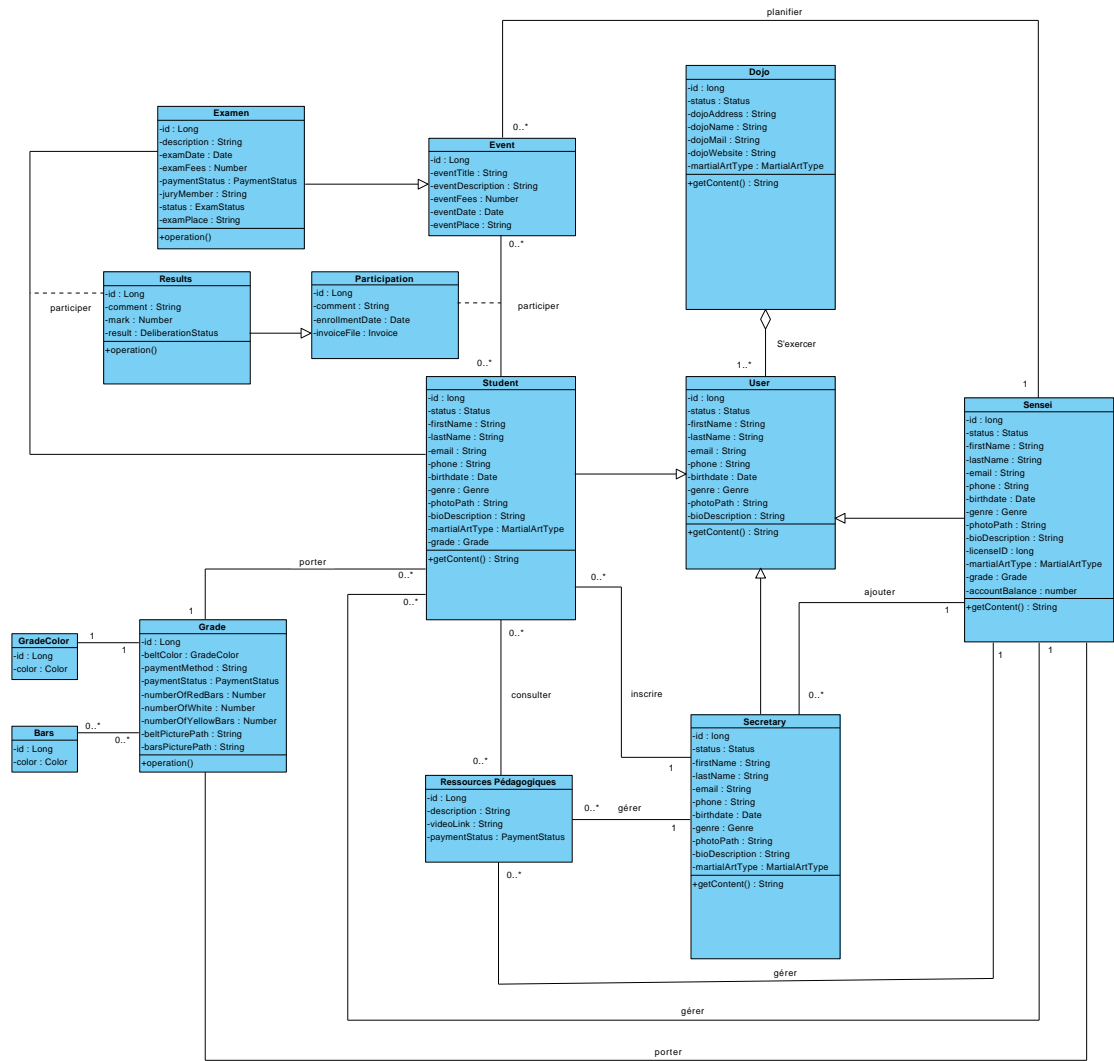 planifier
Dojo
-id : long
-status : Status
-dojoAddress : String
-dojoName : String
-dojoMail : String
-dojoWebsite : String
-martialArtType : MartialArtType
+getContent() : String
Examen
-id : Long
-description : String
-examDate : Date
-examFees : Number
-paymentStatus : PaymentStatus
-juryMember : String
-status : ExamStatus
-examPlace : String
+operation()
0..*
Event
-id : Long
-eventTitle : String
-eventDescription : String
-eventFees : Number
-eventDate : Date
-eventPlace : String
0..*
Results
-id : Long
-comment : String
-mark : Number
-result : DeliberationStatus
+operation()
participer
Participation
-id : Long
-comment : String
-enrollmentDate : Date
-invoiceFile : Invoice
participer
S'exercer
0..*
1..*
1
Student
-id : long
-status : Status
-firstName : String
-lastName : String
-email : String
-phone : String
-birthdate : Date
-genre : Genre
-photoPath : String
-bioDescription : String
-martialArtType : MartialArtType
-grade : Grade
+getContent() : String
User
-id : long
-status : Status
-firstName : String
-lastName : String
-email : String
-phone : String
-birthdate : Date
-genre : Genre
-photoPath : String
-bioDescription : String
+getContent() : String
Sensei
-id : long
-status : Status
-firstName : String
-lastName : String
-email : String
-phone : String
-birthdate : Date
-genre : Genre
-photoPath : String
-bioDescription : String
-licenseID : long
-martialArtType : MartialArtType
-grade : Grade
-accountBalance : number
+getContent() : String
porter
0..*
0..*
1
0..*
ajouter
1
0..*
GradeColor
-id : Long
-color : Color
1
1
Grade
-id : Long
-beltColor : GradeColor
-paymentMethod : String
-paymentStatus : PaymentStatus
-numberOfRedBars : Number
-numberOfWhite : Number
-numberOfYellowBars : Number
-beltPicturePath : String
-barsPicturePath : String
+operation()
Bars
-id : Long
-color : Color
0..*
0..*
1
1
1
consulter
inscrire
0..*
Secretary
-id : long
-status : Status
-firstName : String
-lastName : String
-email : String
-phone : String
-birthdate : Date
-genre : Genre
-photoPath : String
-bioDescription : String
-martialArtType : MartialArtType
+getContent() : String
0..*
1
Ressources Pédagogiques
-id : Long
-description : String
-videoLink : String
-paymentStatus : PaymentStatus
0..*
gérer
1
0..*
gérer
gérer
porter